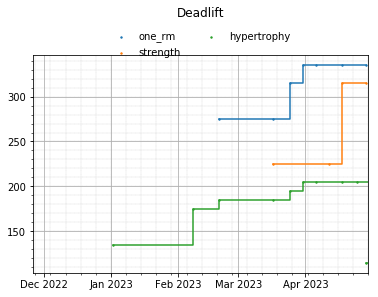 Deadlift
one_rm
hypertrophy
strength
300
250
200
150
Dec 2022
Jan 2023
Feb 2023
Mar 2023
Apr 2023